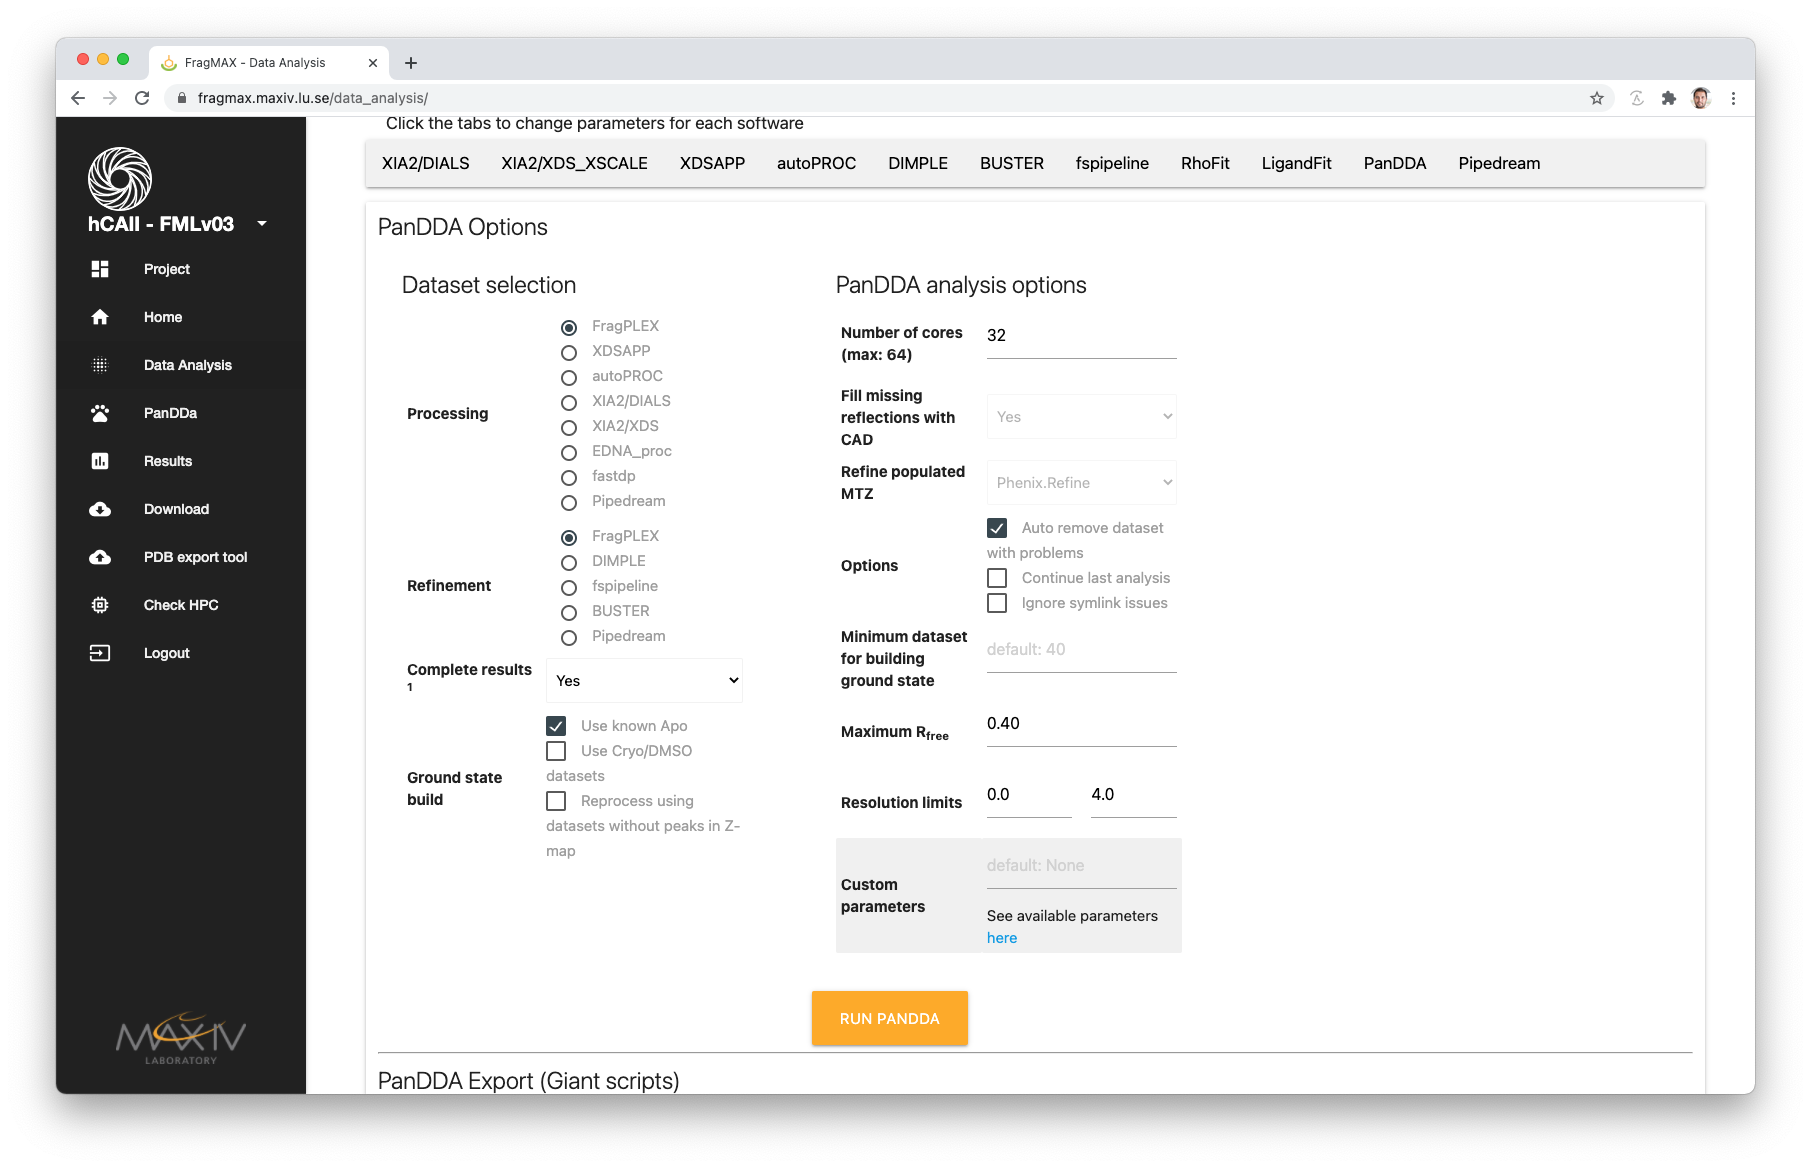 FragMAX - Data Analysis
fragmax.maxiv.lu.se/data_analysis/
Click the tabs to change parameters for each software
XIA2/DIALS XIA2/XDS_XSCALE XDSAPP autoPROC DIMPLE BUSTER fspipeline RhoFit LigandFit PanDDA Pipedream
hCAII - FMLv03
Project
Home
Data Analysis
PanDDa
Results
Download
PDB export tool
Check HPC
Logout
MAXIV
LABORATORY
PanDDA Options
Dataset selection
Processing
FragPLEX
XDSAPP
autoPROC
XIA2/DIALS
XIA2/XDS
EDNA_proc
fastdp
Pipedream
Refinement
FragPLEX
DIMPLE
fspipeline
BUSTER
Pipedream
Complete results
1
Yes
Ground state
build
Use known Apo
Use Cryo/DMSO
datasets
Reprocess using
datasets without peaks in Z-
map
PanDDA analysis options
Number of cores
(max: 64)
32
Fill missing
reflections with
CAD
Yes
Refine populated
MTZ
Phenix.Refine
Options
Auto remove dataset
with problems
Continue last analysis
Ignore symlink issues
Minimum dataset
for building
ground state
default: 40
Maximum Rfree
0.40
Resolution limits
0.0 4.0
Custom
parameters
default: None
See available parameters
here
RUN PANDDA
PanDDA Export (Giant scripts)